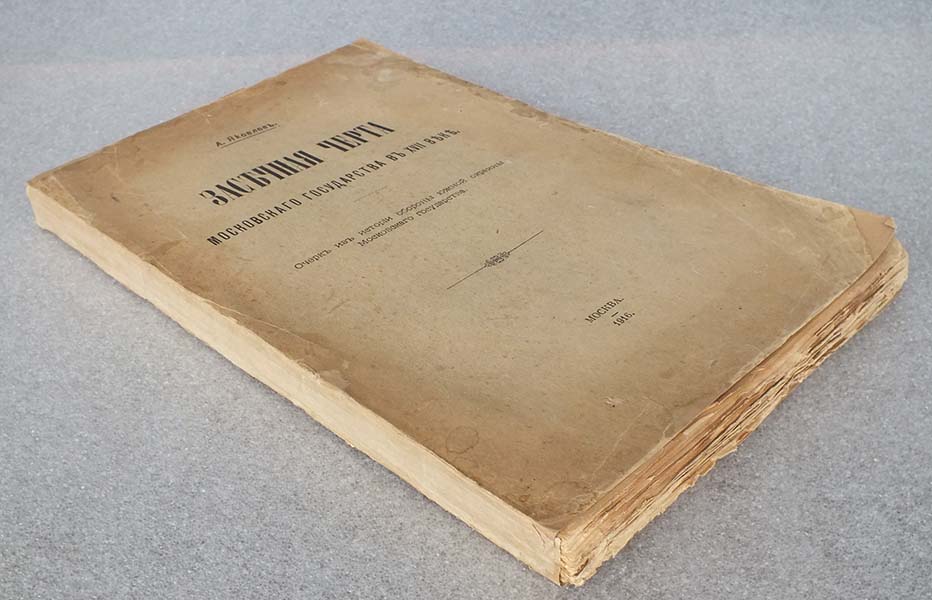 А. Яковлевъ.
ЗАСѢЧНАЯ ЧЕРТА
МОСКОВСКАГО ГОСУДАРСТВА ВЪ XVII ВѢКѢ.
Очеркъ изъ исторіи обороны южной окраины
Московскаго Государства.
МОСКВА.
1916.